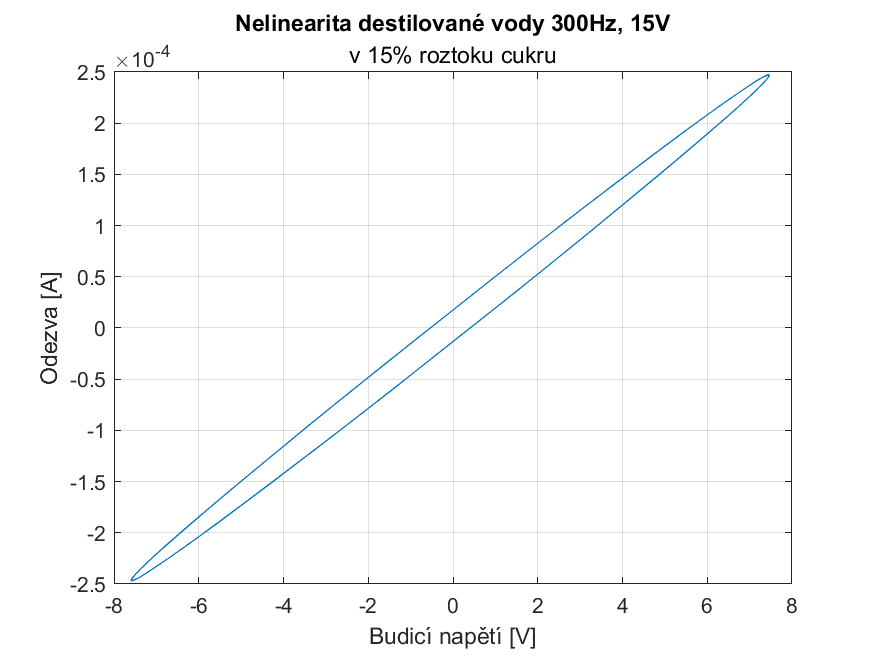 Nelinearita destilované vody 300Hz, 15V
v 15% roztoku cukru
×10-4
2.5
2
1.5
1
0.5
0
-0.5
-1
-1.5
-2
-2.5
Odezva [A]
-8 -6 -4 -2 0 2 4 6 8
Budicí napětí [V]